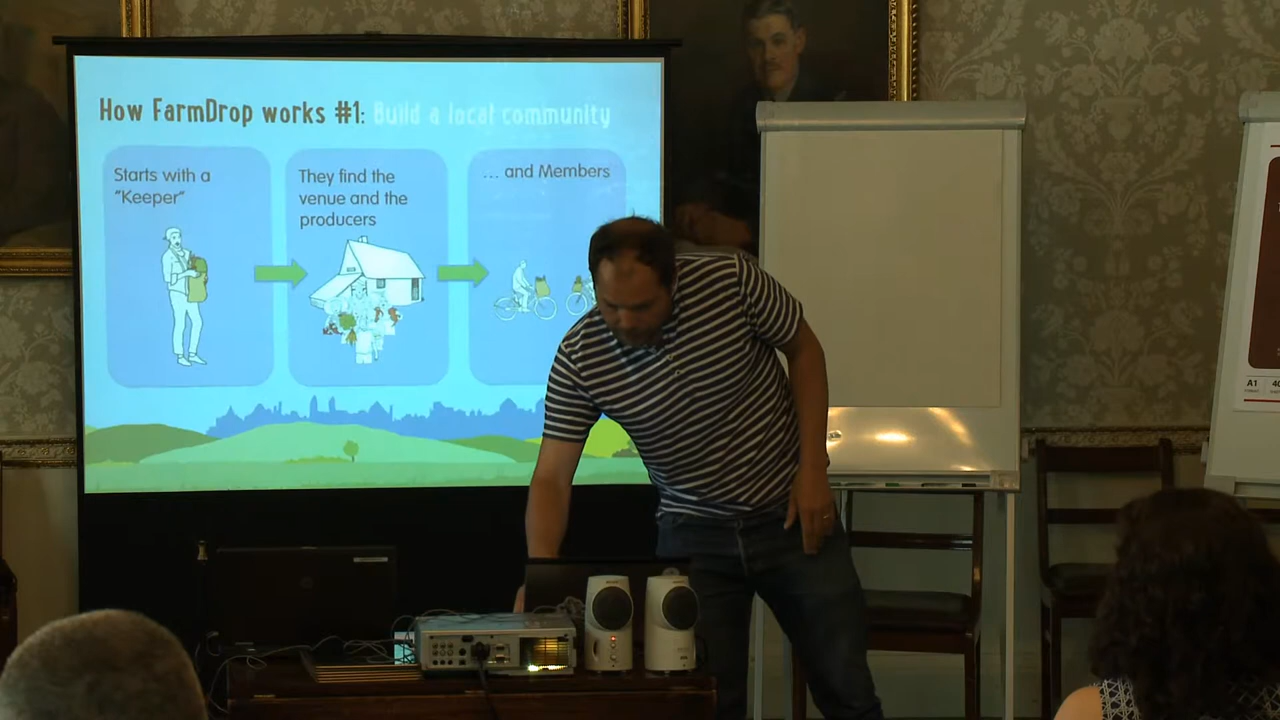 How FarmDrop works #1: Build a local community
Starts with a
"Keeper"
They find the
venue and the
producers
... and Members
A1